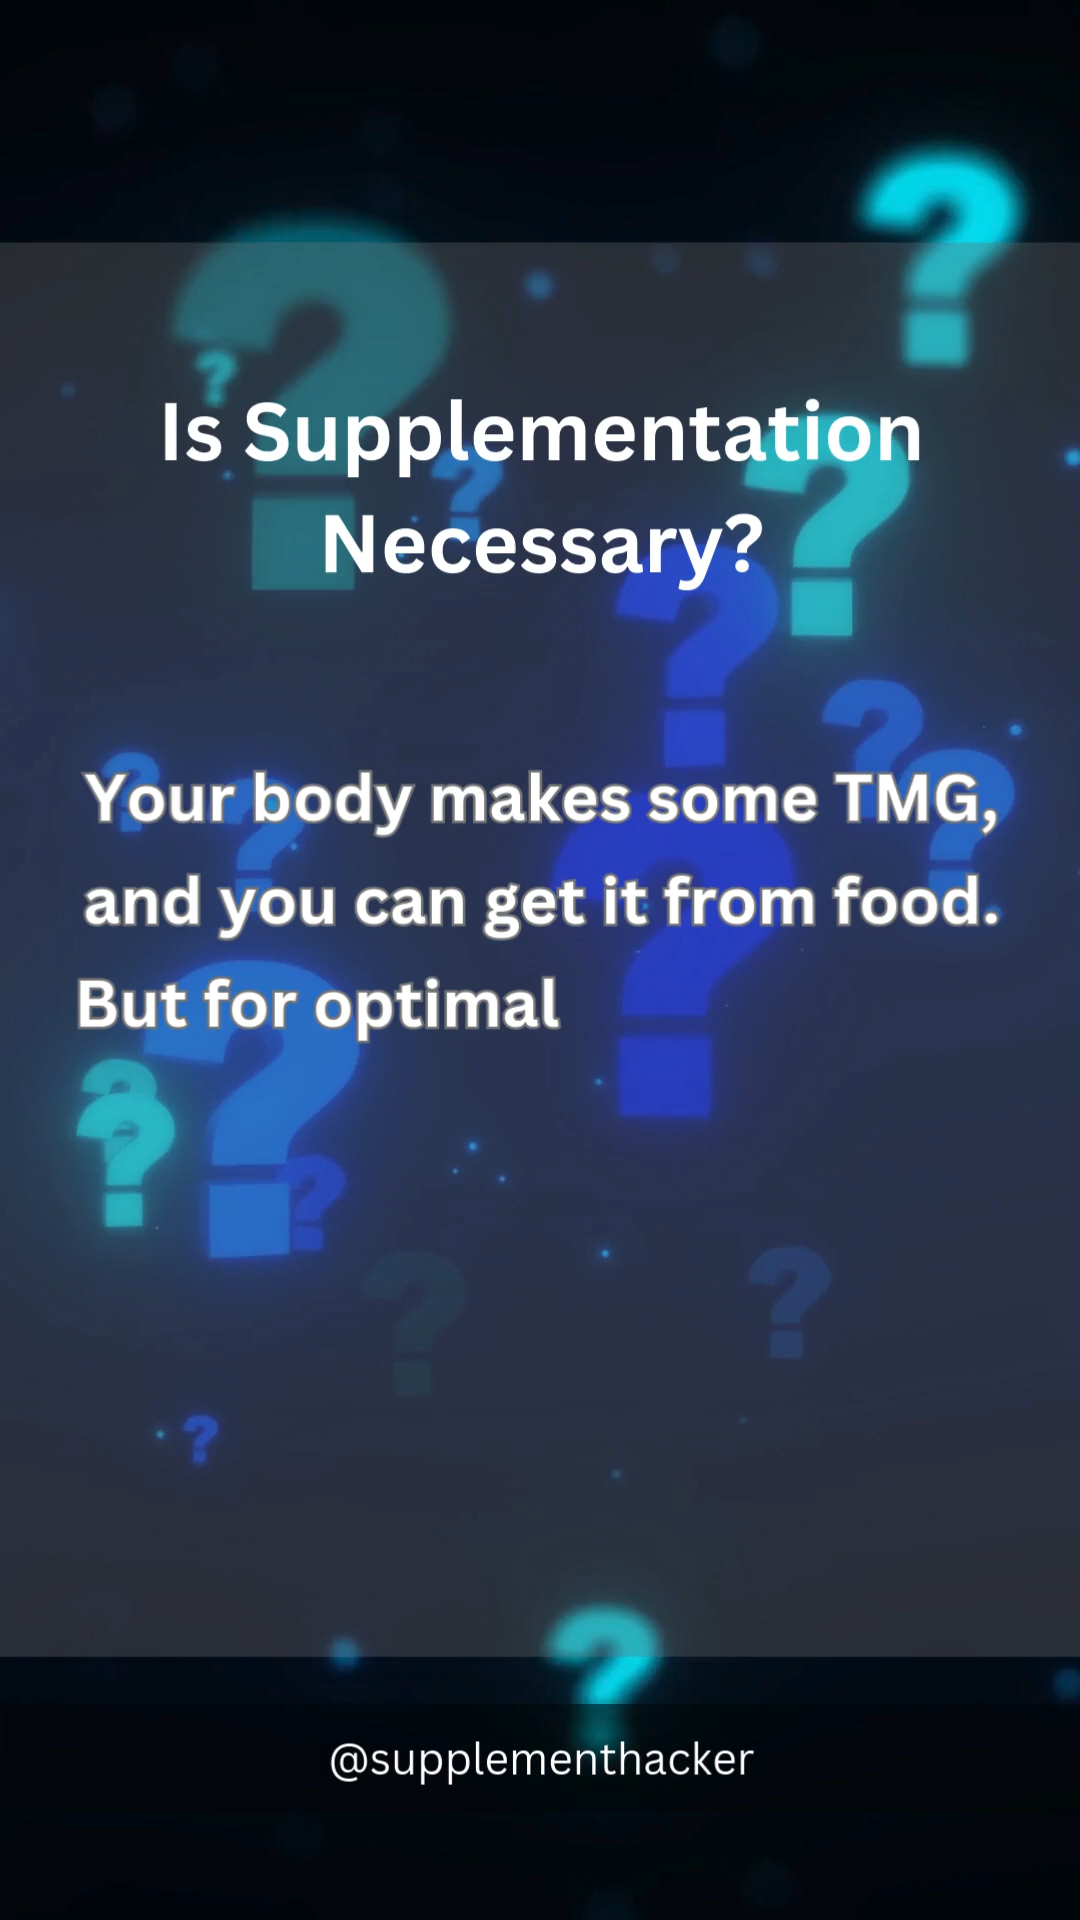 Is Supplementation
Necessary?
Your body makes some TMG,
and you can get it from food.
But for optimal
@supplementhacker